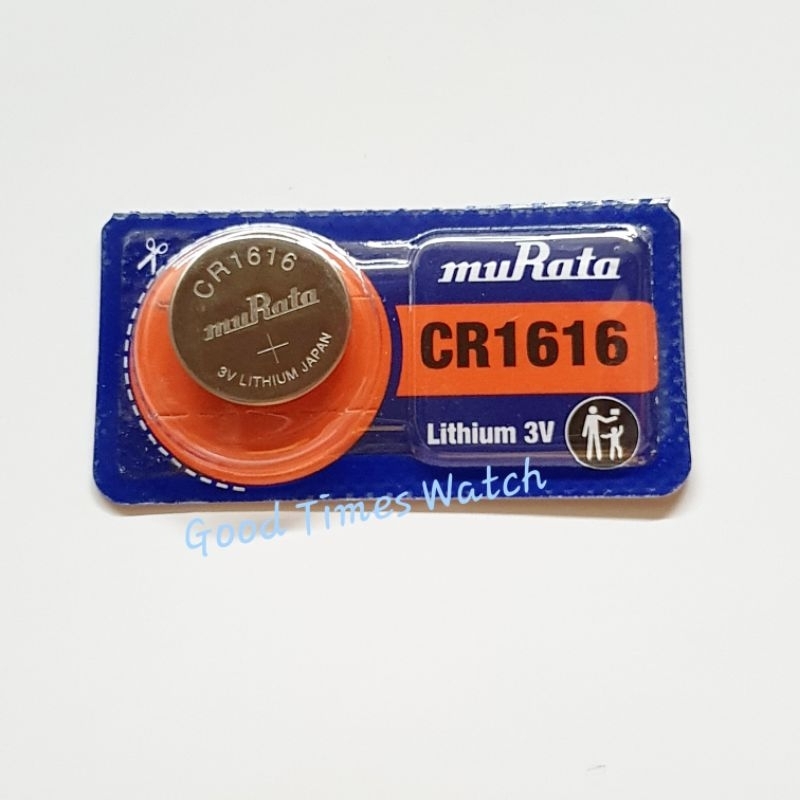 CR1616
muRata
+
3V LITHIUM JAPAN
muRata
CR1616
Lithium 3V
Good Times Watch